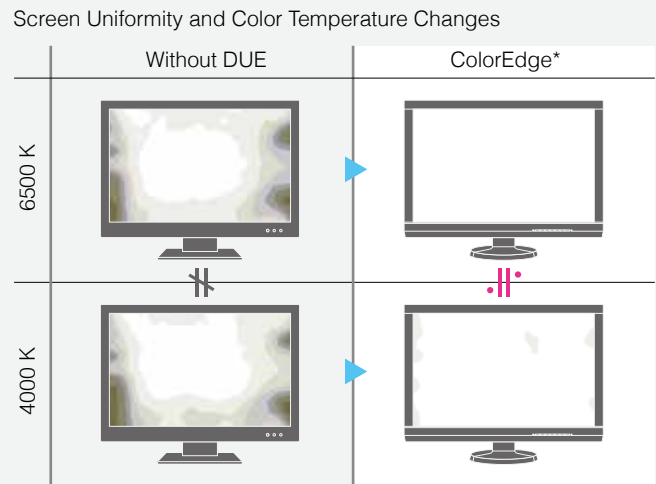 Screen Uniformity and Color Temperature Changes
Without DUE
ColorEdge*
6500 K
4000 K